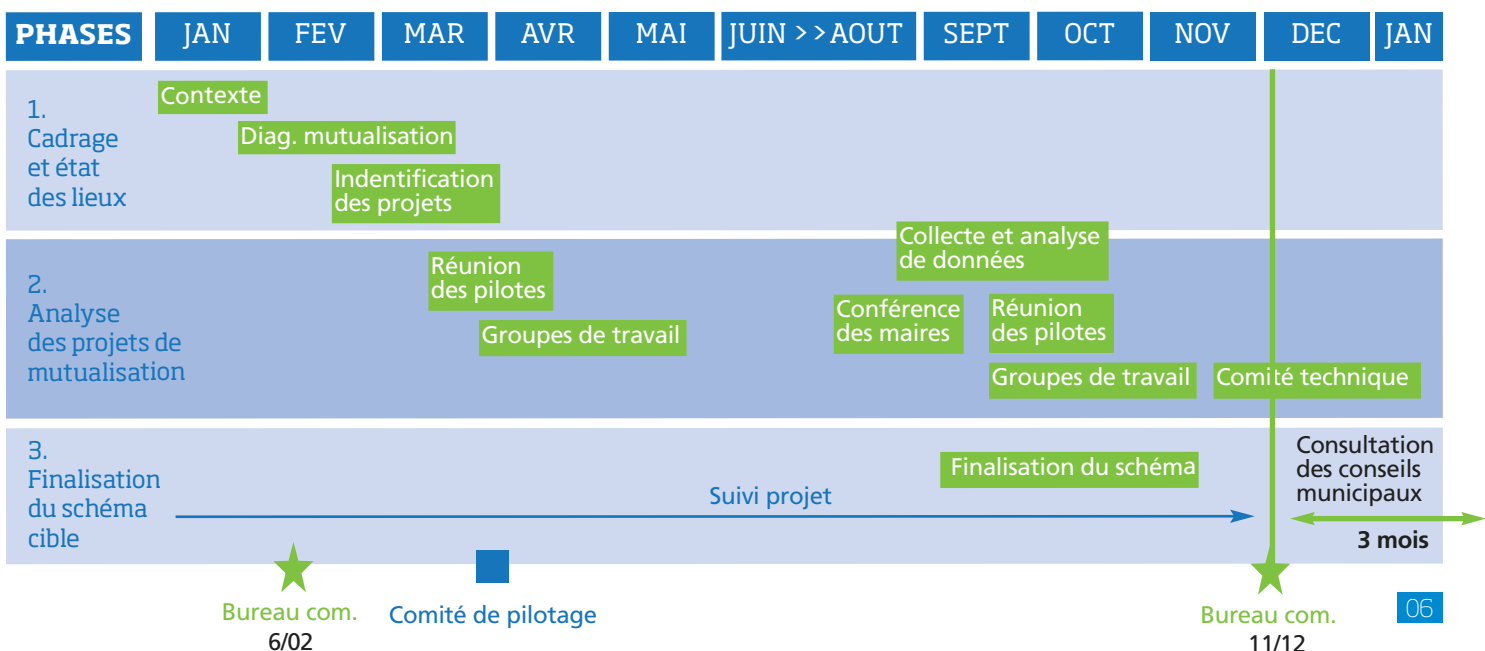 PHASES JAN FEV MAR AVR MAI JUIN >> AOUT SEPT OCT NOV DEC JAN
1.
Cadrage
et état
des lieux
Contexte
Diag. mutualisation
Indentification
des projets
2.
Analyse
des projets de
mutualisation
Réunion
des pilotes
Groupes de travail
Collecte et analyse
de données
Conférence
des maires
Réunion
des pilotes
Groupes de travail
Comité technique
3.
Finalisation
du schéma
cible
Suivi projet
Finalisation du schéma
Consultation
des conseils
municipaux
3 mois
Bureau com.
6/02
Comité de pilotage
Bureau com.
11/12
06